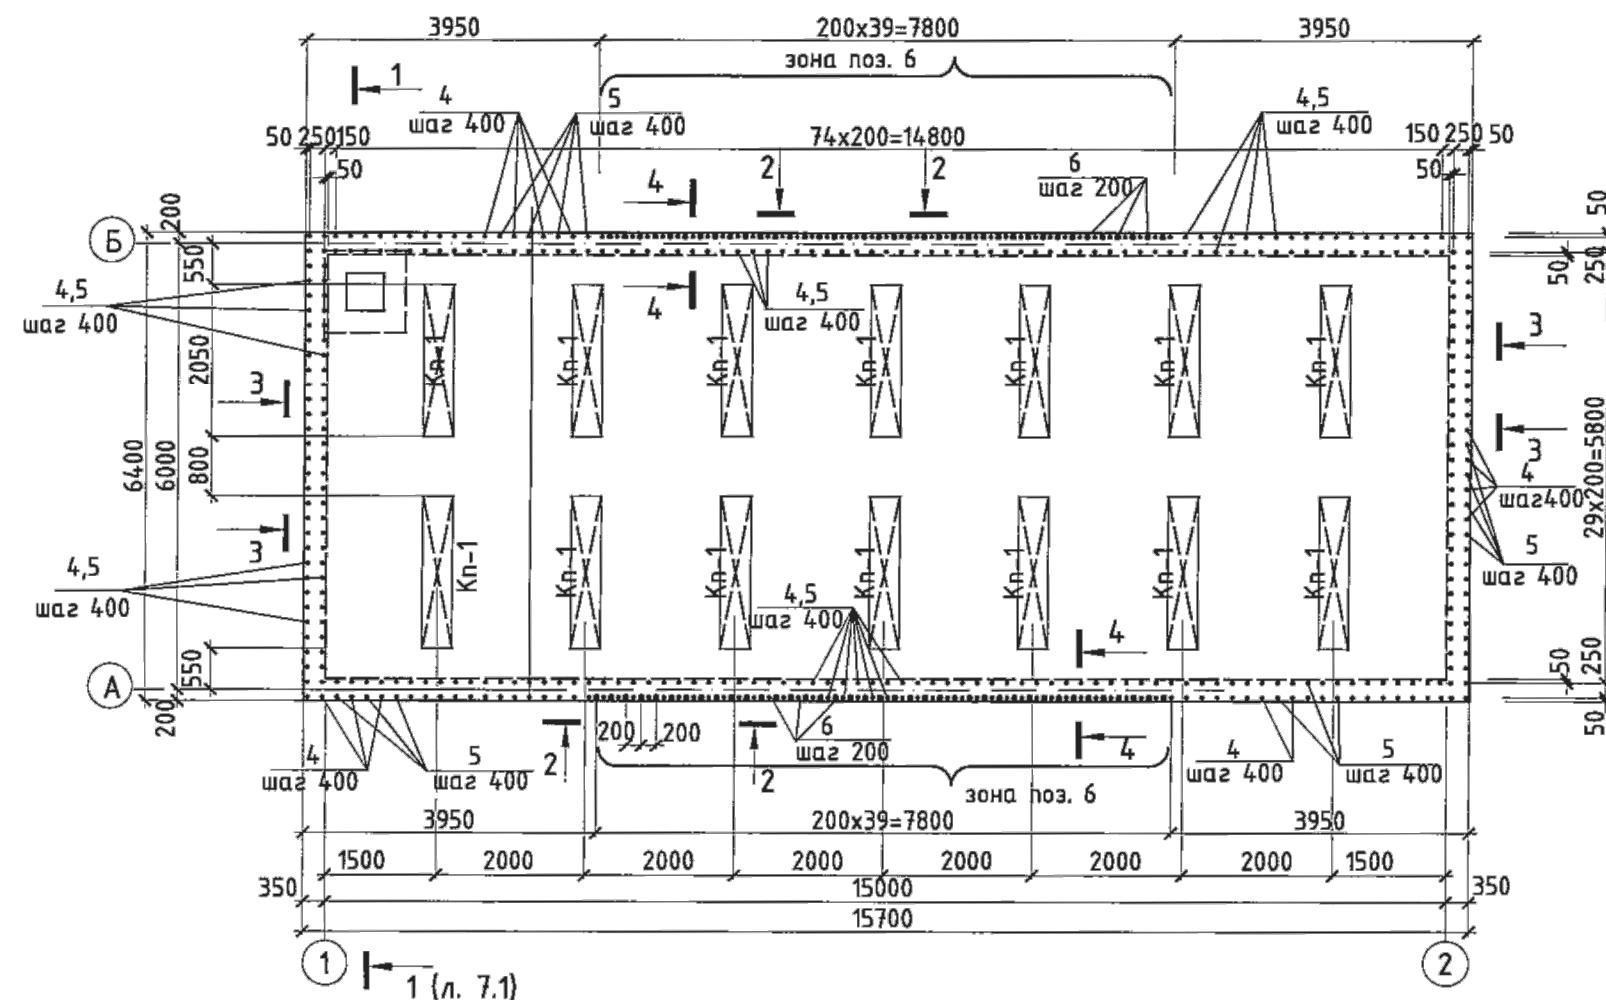 3950 200х39=7800 3950
зона поз. 6
1
4 5 4,5
шаг 400 шаг 400 шаг 400
50 250 150 74х200=14800 150 250 50
50 50
4 2 2 6
шаг 200
200 50
Б
550 50 250
4,5 4 4,5
шаг 400 шаг 400
2050 3 3
Кп-1 Кп-1 Кп-1 Кп-1 Кп-1 Кп-1 Кп-1
6400 6000 800 3 29х200=5800
4
шаг400
3
5
шаг 400
Кп-1 Кп-1 Кп-1 Кп-1 Кп-1 Кп-1 Кп-1
4,5 4,5
шаг 400 шаг 400
4
550 50 250
А
200 50
200 200 6 4
шаг 200
4 5 2 2 4 5
шаг 400 шаг 400 шаг 400 шаг 400
зона поз. 6
3950 200х39=7800 3950
1500 2000 2000 2000 2000 2000 2000 1500
350 15000 350
15700
1 2
1 (л. 7.1)